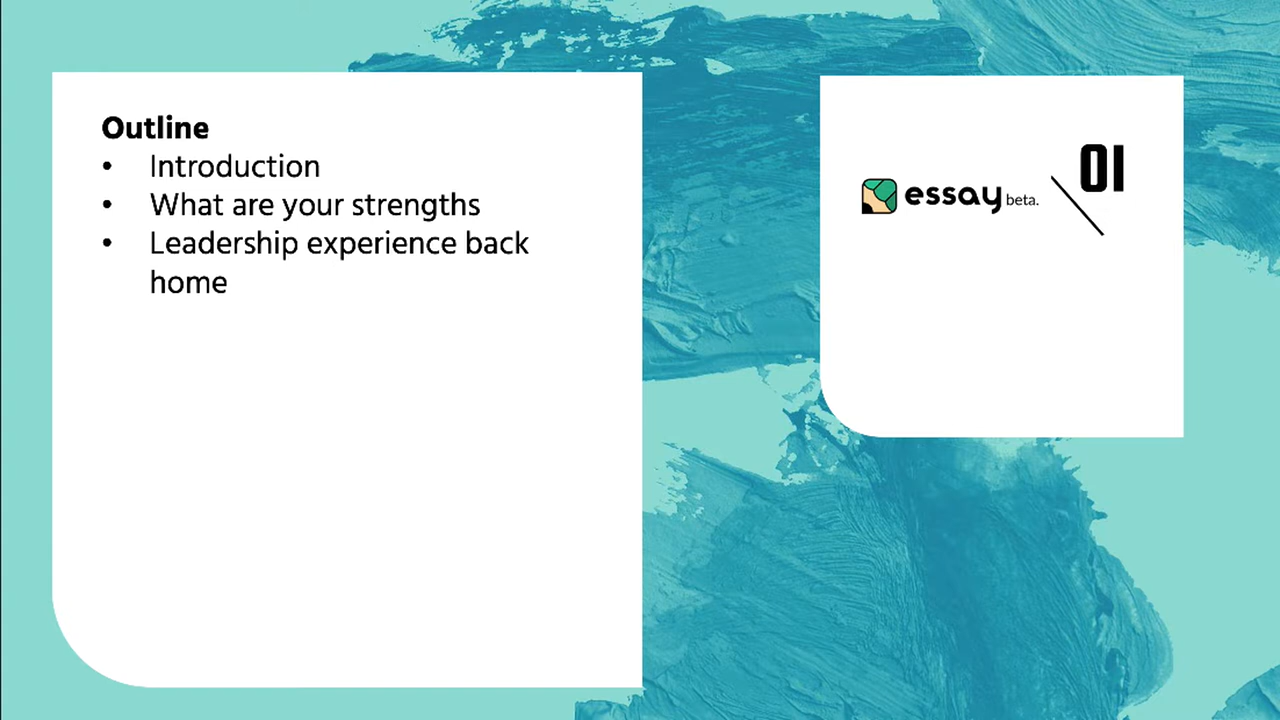 Outline
• Introduction
• What are your strengths
• Leadership experience back
home
essay beta.
01